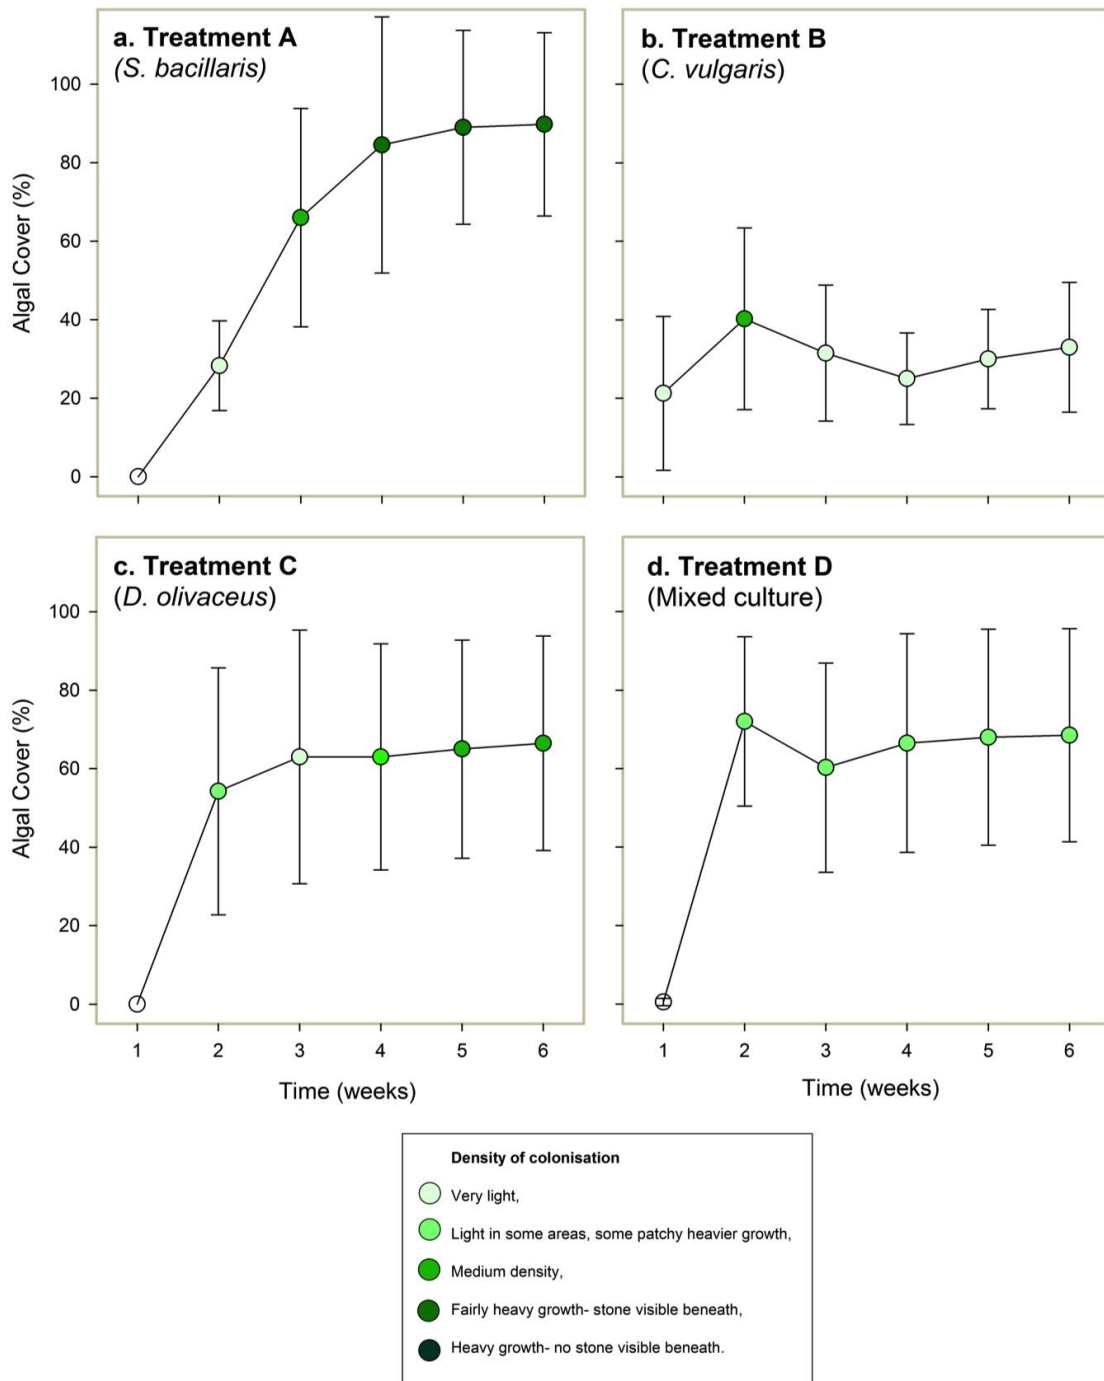 a. Treatment A
(S. bacillaris)
b. Treatment B
(C. vulgaris)
Algal Cover (%)
100
80
60
40
20
0
c. Treatment C
(D. olivaceus)
d. Treatment D
(Mixed culture)
Algal Cover (%)
100
80
60
40
20
0
1 2 3 4 5 6
1 2 3 4 5 6
Time (weeks)
Time (weeks)
Density of colonisation
Very light,
Light in some areas, some patchy heavier growth,
Medium density,
Fairly heavy growth- stone visible beneath,
Heavy growth- no stone visible beneath.